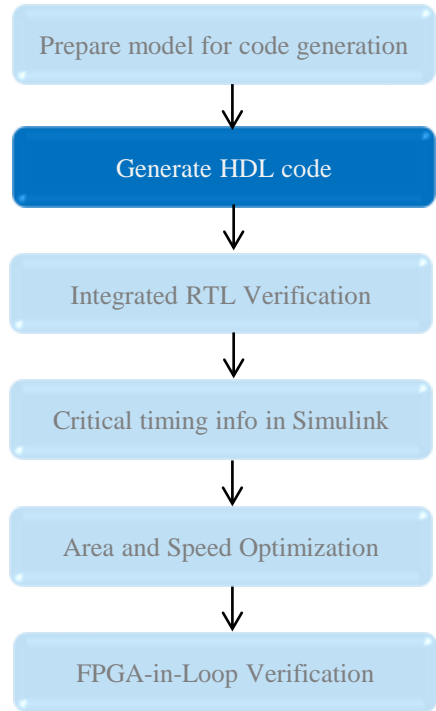 Prepare model for code generation
Generate HDL code
Integrated RTL Verification
Critical timing info in Simulink
Area and Speed Optimization
FPGA-in-Loop Verification